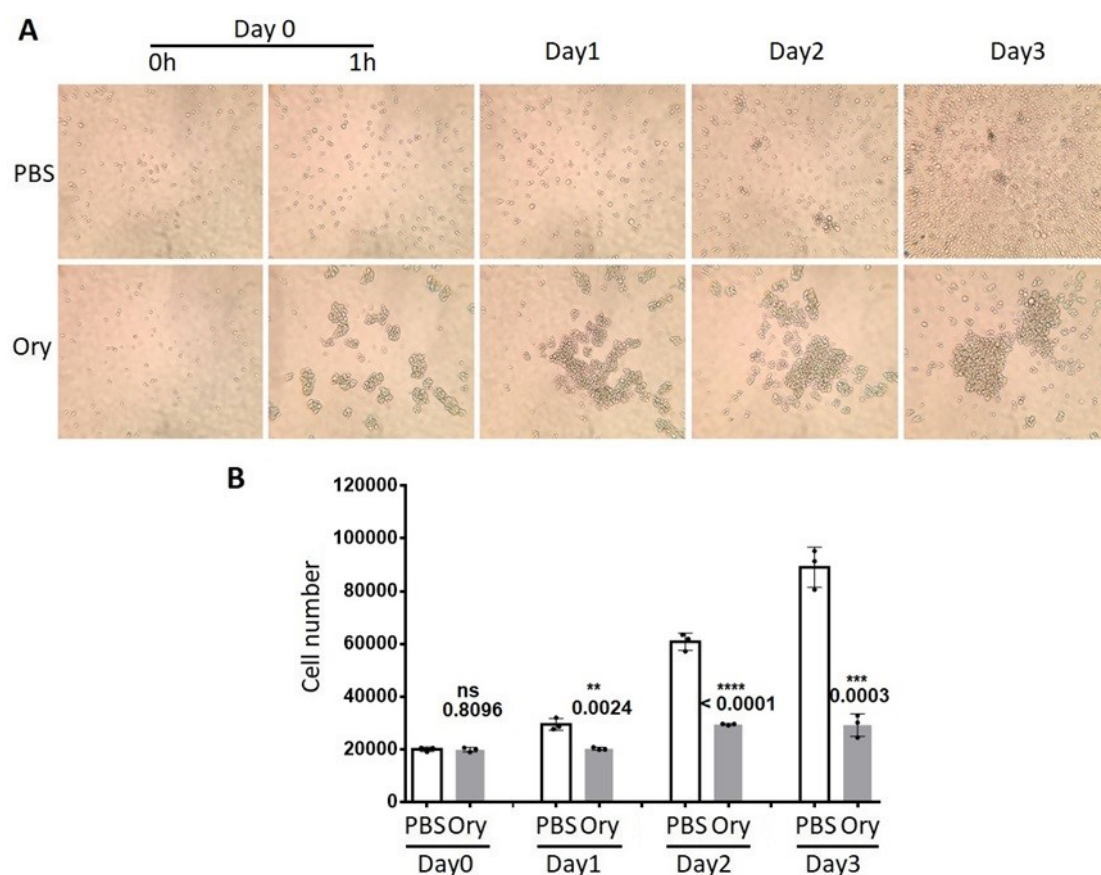 A
Day 0
0h 1h Day1 Day2 Day3
PBS
Ory
B
120000
100000
80000
60000
40000
20000
0
Cell number
ns
0.8096
**
0.0024
****
< 0.0001
***
0.0003
PBS Ory PBS Ory PBS Ory PBS Ory
Day0 Day1 Day2 Day3